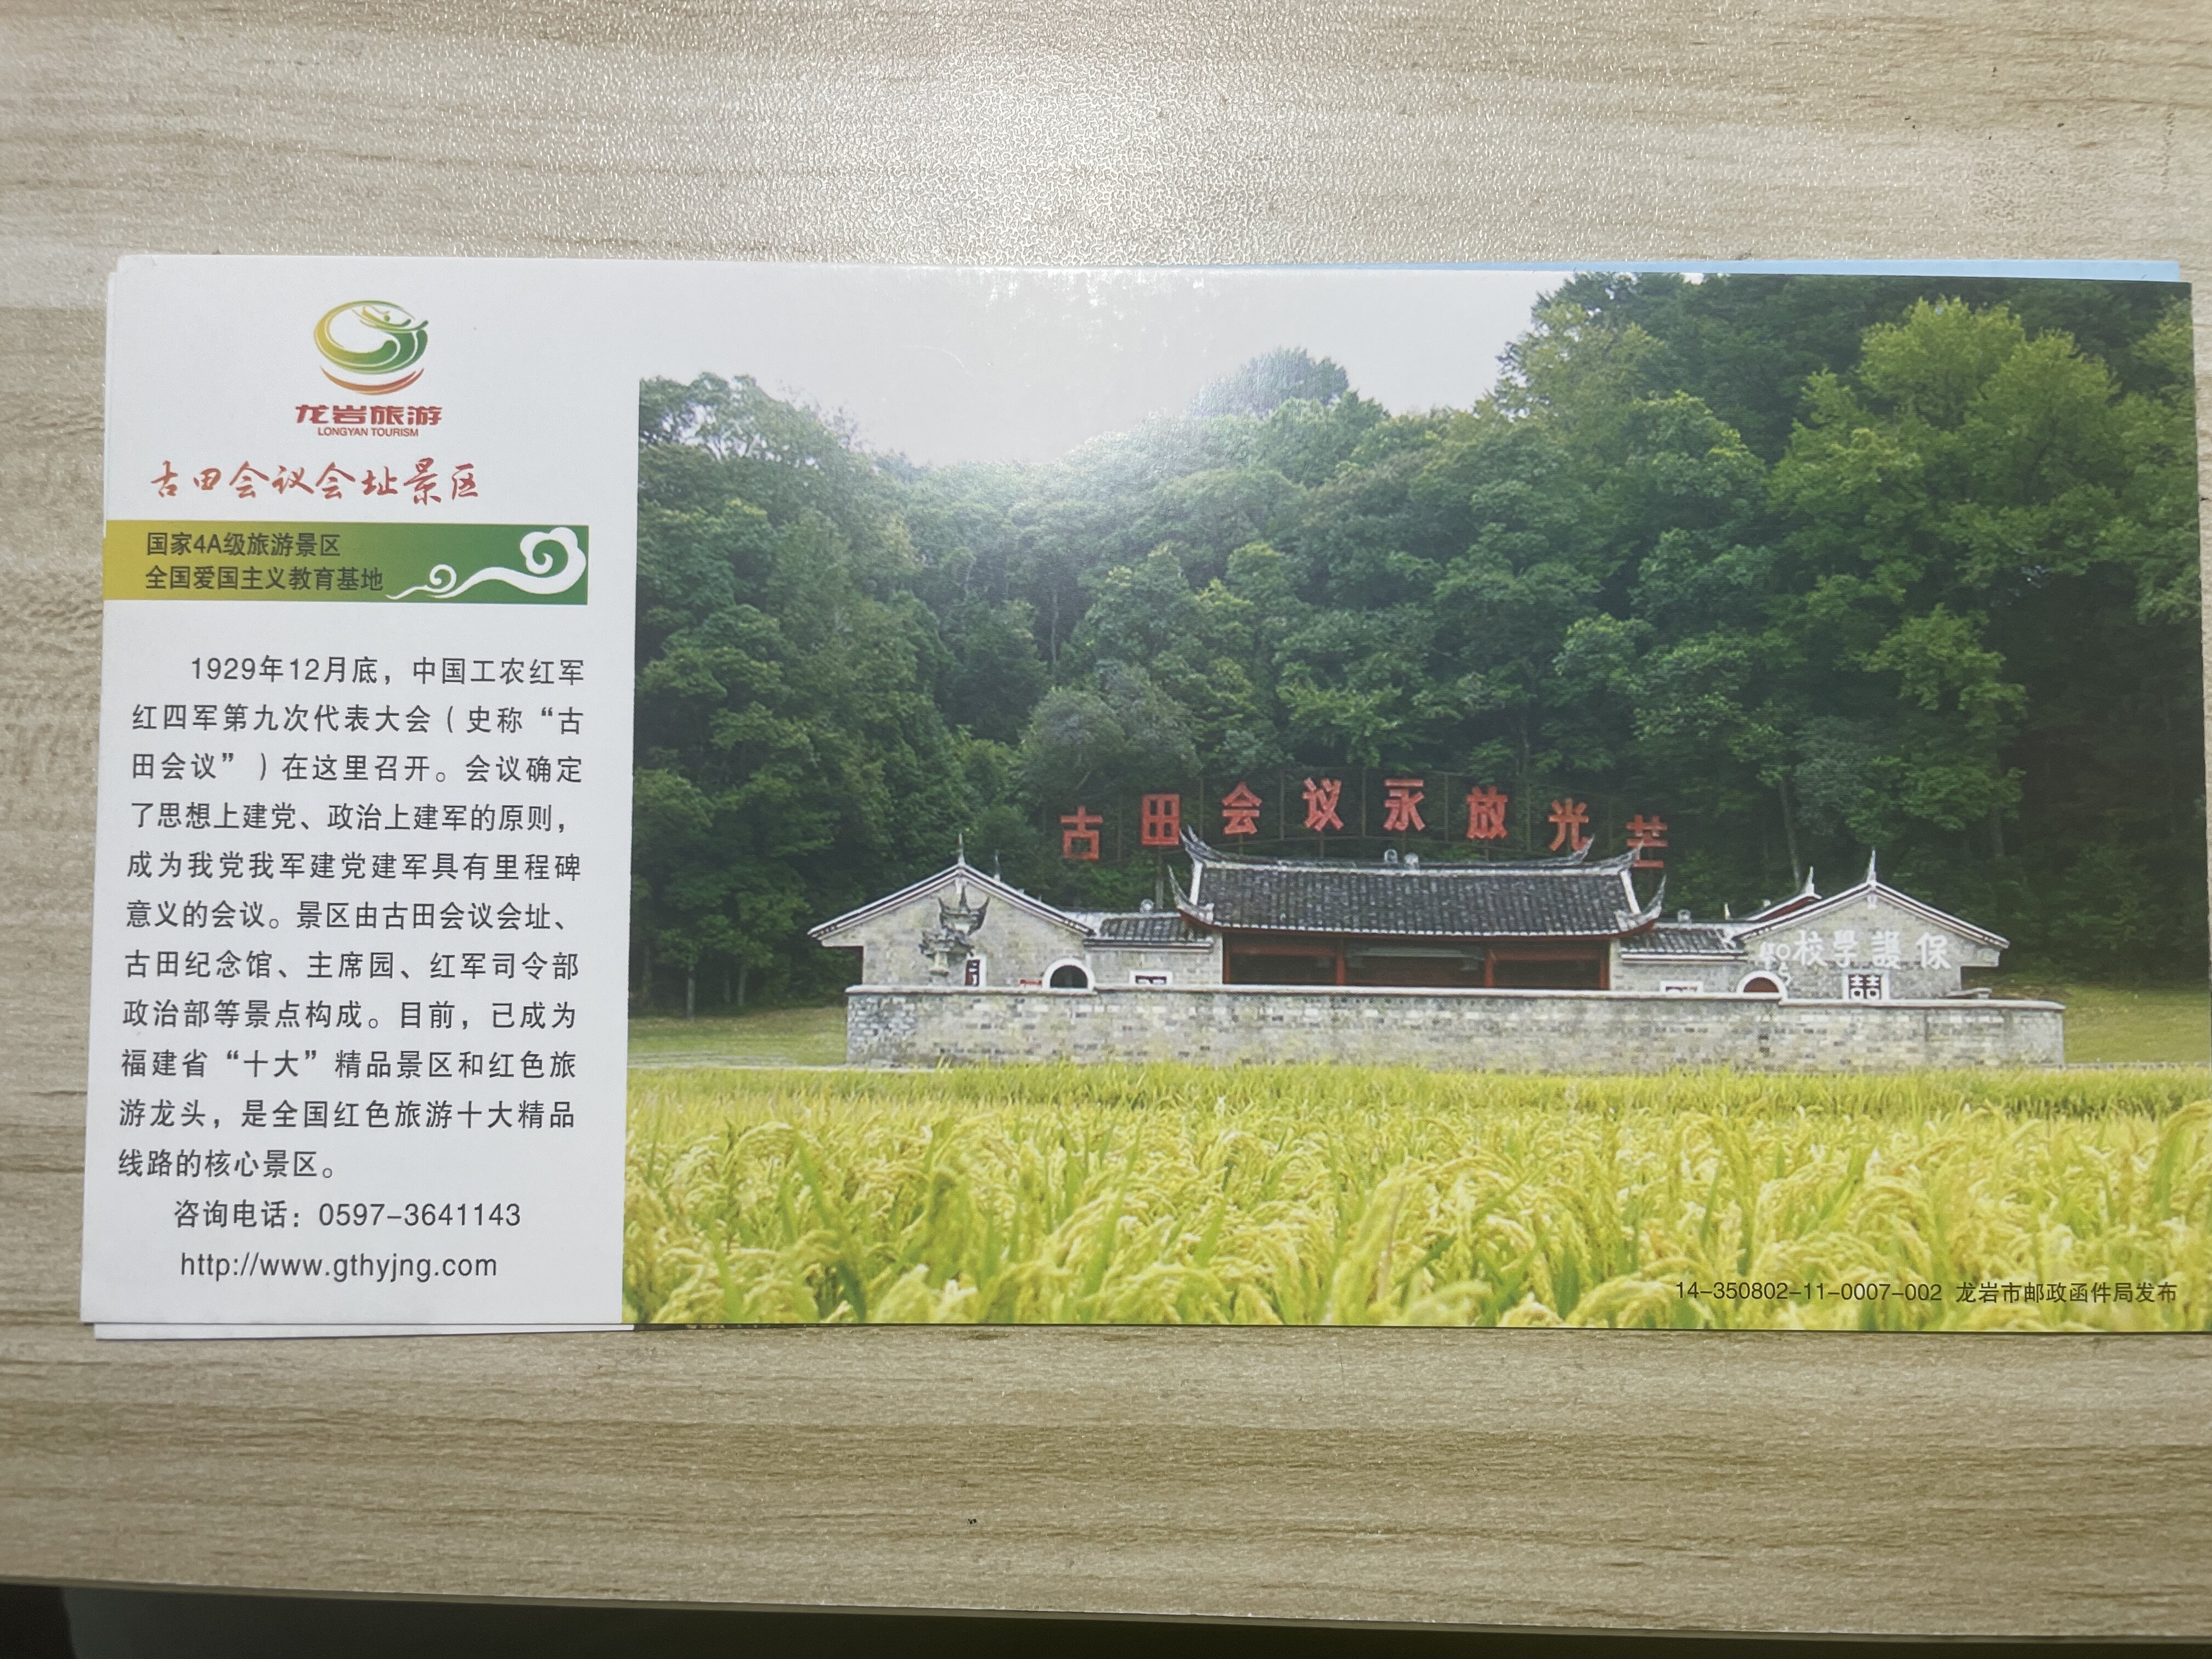 龙岩旅游
LONGYAN TOURISM
古田会议会址景区
国家4A级旅游景区
全国爱国主义教育基地
1929年12月底，中国工农红军
红四军第九次代表大会（史称“古
田会议”）在这里召开。会议确定
了思想上建党、政治上建军的原则，
成为我党我军建党建军具有里程碑
意义的会议。景区由古田会议会址、
古田纪念馆、主席园、红军司令部
政治部等景点构成。目前，已成为
福建省“十大”精品景区和红色旅
游龙头，是全国红色旅游十大精品
线路的核心景区。
咨询电话：0597-3641143
http://www.gthyjng.com
古田会议永放光芒
保護學校
囍
14-350802-11-0007-002 龙岩市邮政函件局发布